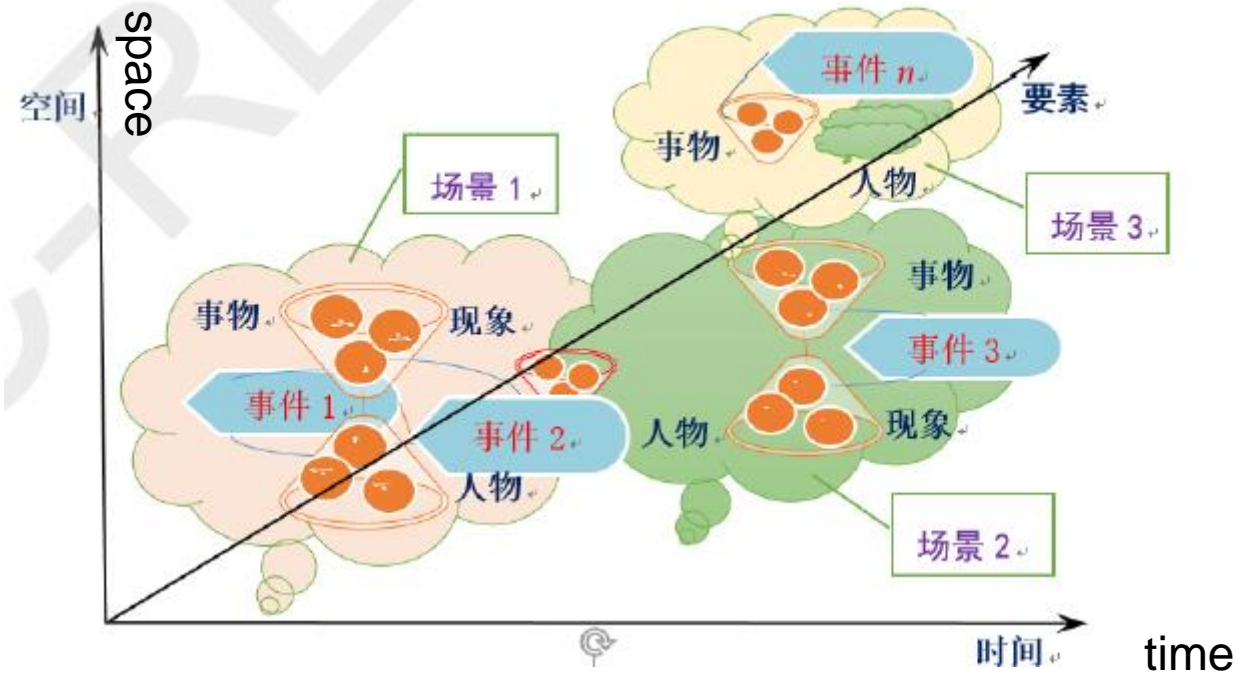 space
空间
事件 n
要素
事物
人物
场景 1
场景 3
事物
现象
事物
事件 1
事件 2
事件 3
人物
人物
现象
场景 2
时间
time